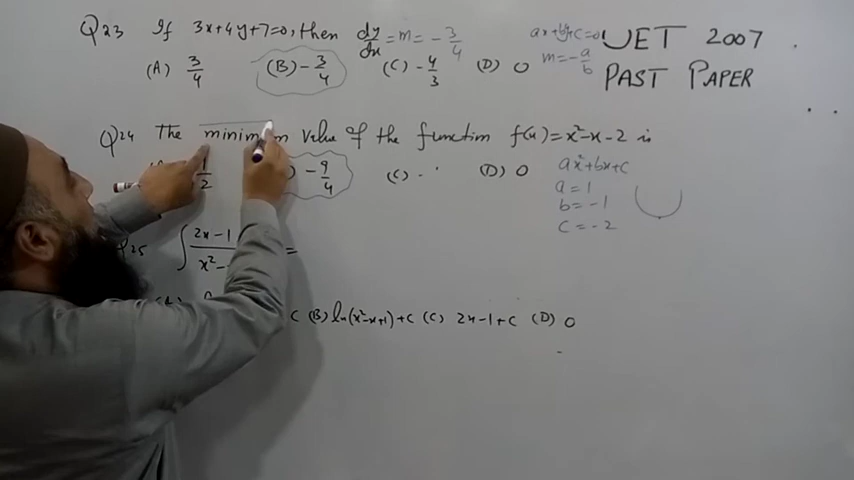 Q23 If 3x+4y+7=0, then dy/dx = m = -3/4
ax+by+c=0
m = -a/b
(A) 3/4 (B) -3/4 (C) -4/3 (D) 0
UET 2007
PAST PAPER
Q24 The minimum value of the function f(x) = x²-x-2 is
1/2 ) -9/4 (C) - (D) 0
ax²+bx+c
a = 1
b = -1
c = -2
Q25 ∫ 2x-1 / x²- =
c (B) ln(x²-x+1)+c (C) 2x-1+c (D) 0